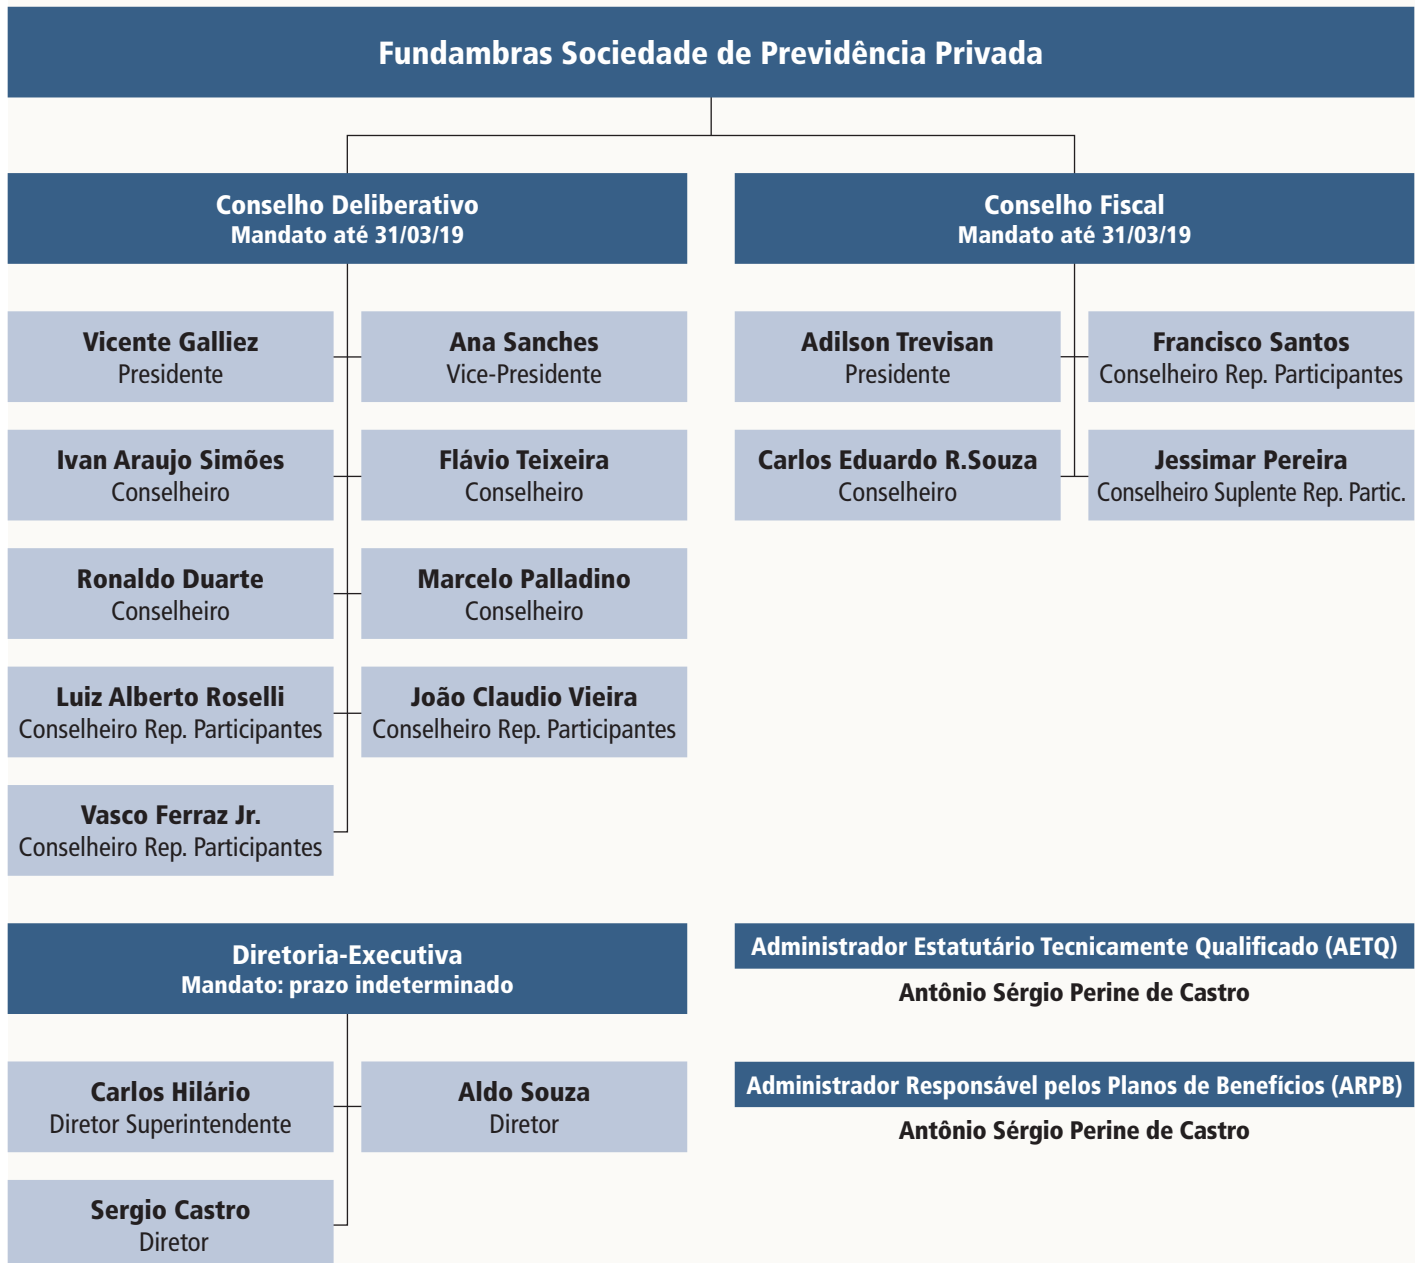 Fundambras Sociedade de Previdência Privada
Conselho Deliberativo
Mandato até 31/03/19
Vicente Galliez
Presidente
Ana Sanches
Vice-Presidente
Ivan Araujo Simões
Conselheiro
Flávio Teixeira
Conselheiro
Ronaldo Duarte
Conselheiro
Marcelo Palladino
Conselheiro
Luiz Alberto Roselli
Conselheiro Rep. Participantes
João Claudio Vieira
Conselheiro Rep. Participantes
Vasco Ferraz Jr.
Conselheiro Rep. Participantes
Conselho Fiscal
Mandato até 31/03/19
Adilson Trevisan
Presidente
Francisco Santos
Conselheiro Rep. Participantes
Carlos Eduardo R.Souza
Conselheiro
Jessimar Pereira
Conselheiro Suplente Rep. Partic.
Diretoria-Executiva
Mandato: prazo indeterminado
Carlos Hilário
Diretor Superintendente
Aldo Souza
Diretor
Sergio Castro
Diretor
Administrador Estatutário Tecnicamente Qualificado (AETQ)
Antônio Sérgio Perine de Castro
Administrador Responsável pelos Planos de Benefícios (ARPB)
Antônio Sérgio Perine de Castro